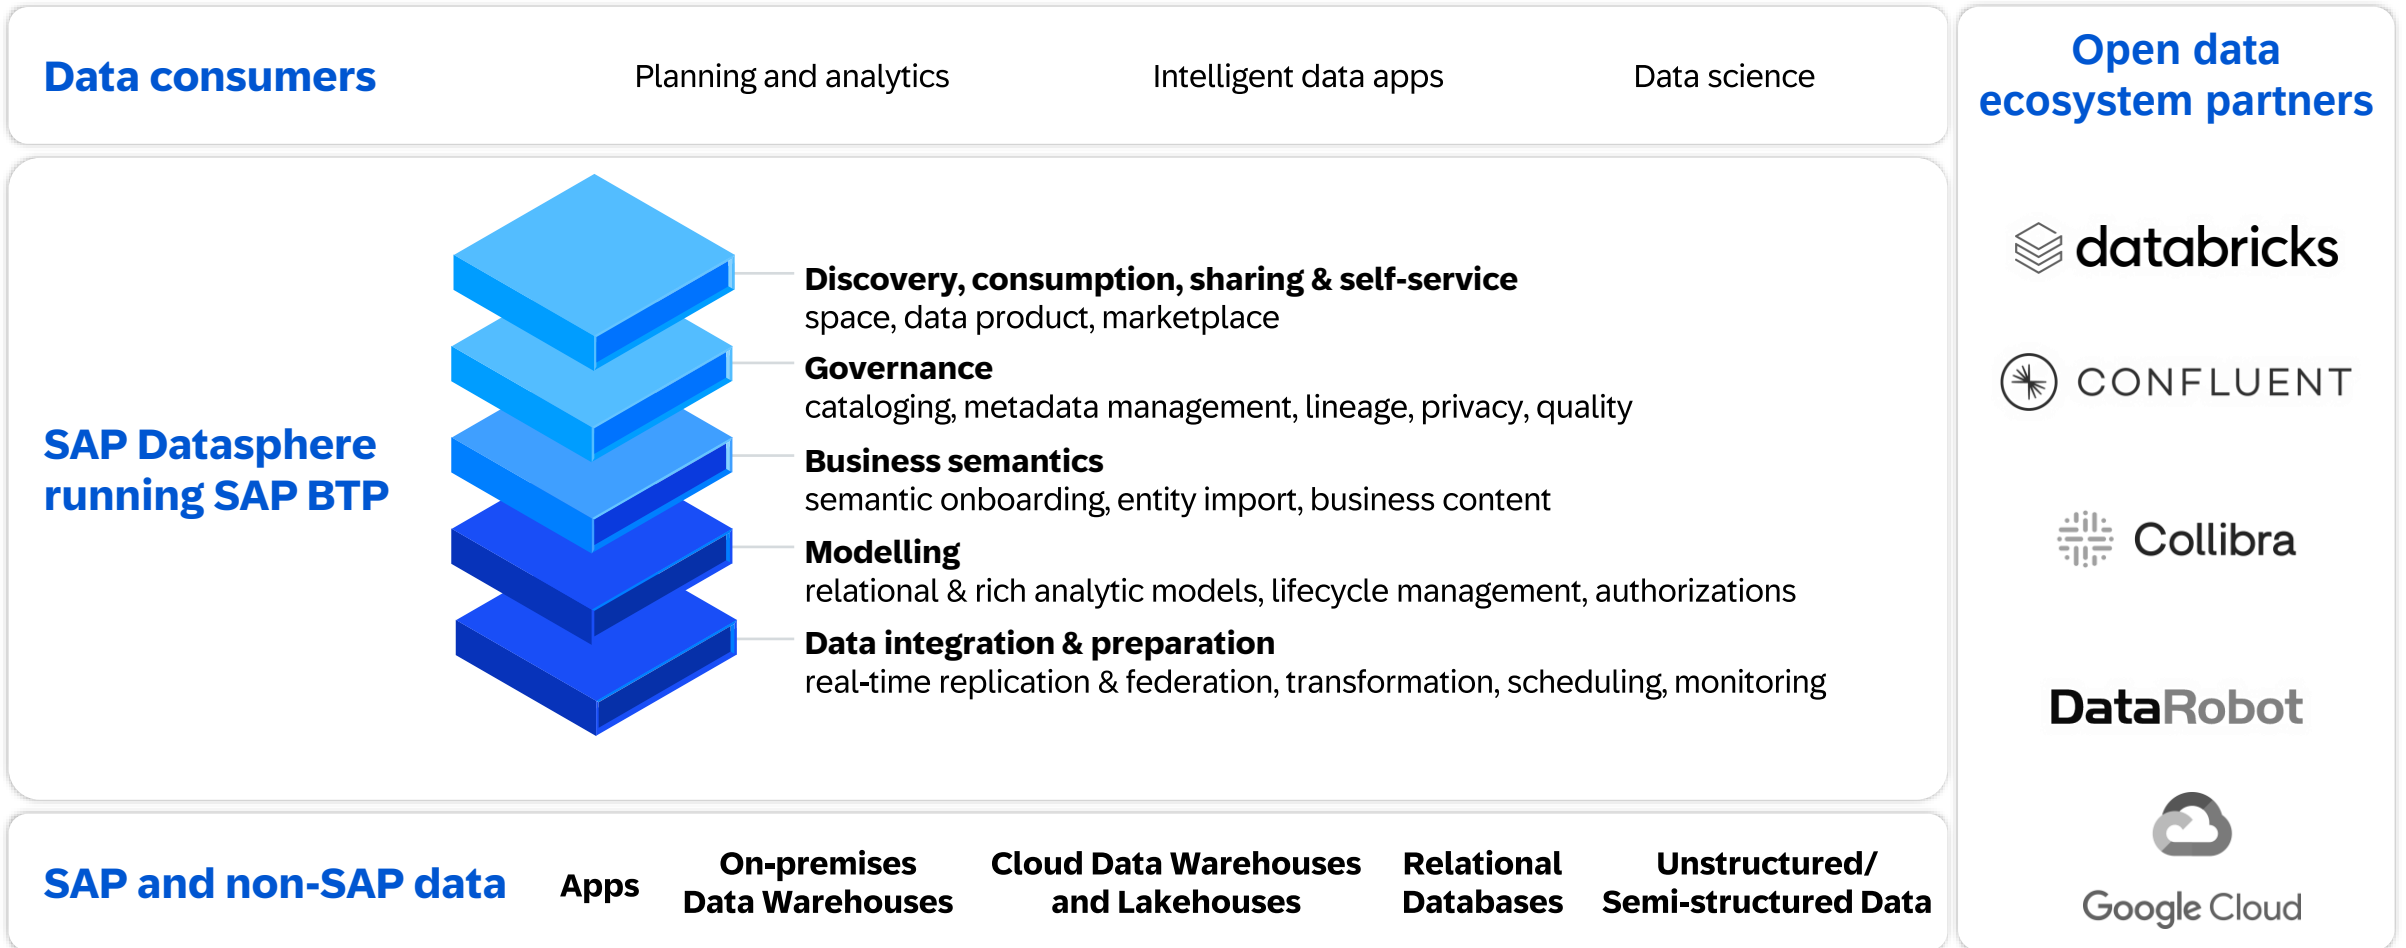 Data consumers
Planning and analytics
Intelligent data apps
Data science
SAP Datasphere
running SAP BTP
Discovery, consumption, sharing & self-service
space, data product, marketplace
Governance
cataloging, metadata management, lineage, privacy, quality
Business semantics
semantic onboarding, entity import, business content
Modelling
relational & rich analytic models, lifecycle management, authorizations
Data integration & preparation
real-time replication & federation, transformation, scheduling, monitoring
SAP and non-SAP data
Apps
On-premises
Data Warehouses
Cloud Data Warehouses
and Lakehouses
Relational
Databases
Unstructured/
Semi-structured Data
Open data
ecosystem partners
databricks
CONFLUENT
Collibra
DataRobot
Google Cloud